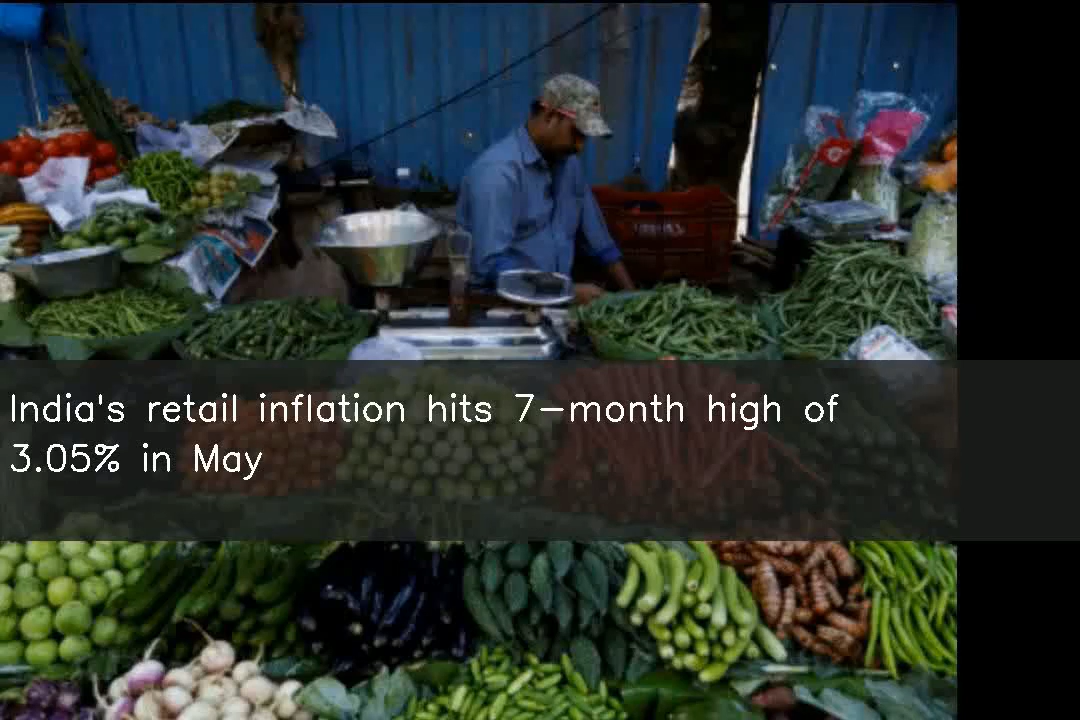 India's retail inflation hits 7-month high of
3.05% in May